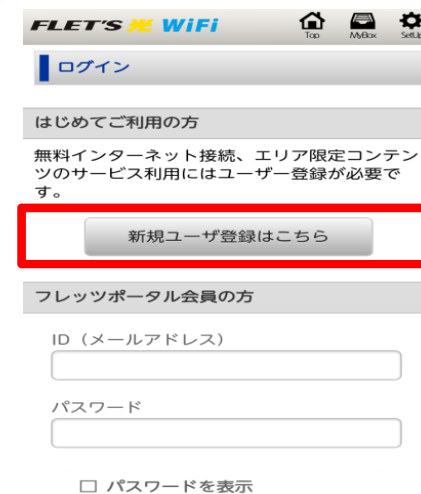 FLET'S 光 WiFi
Top MyBox SetUp
ログイン
はじめてご利用の方
無料インターネット接続、エリア限定コンテン
ツのサービス利用にはユーザー登録が必要で
す。
新規ユーザ登録はこちら
フレッツポータル会員の方
ID（メールアドレス）
パスワード
パスワードを表示